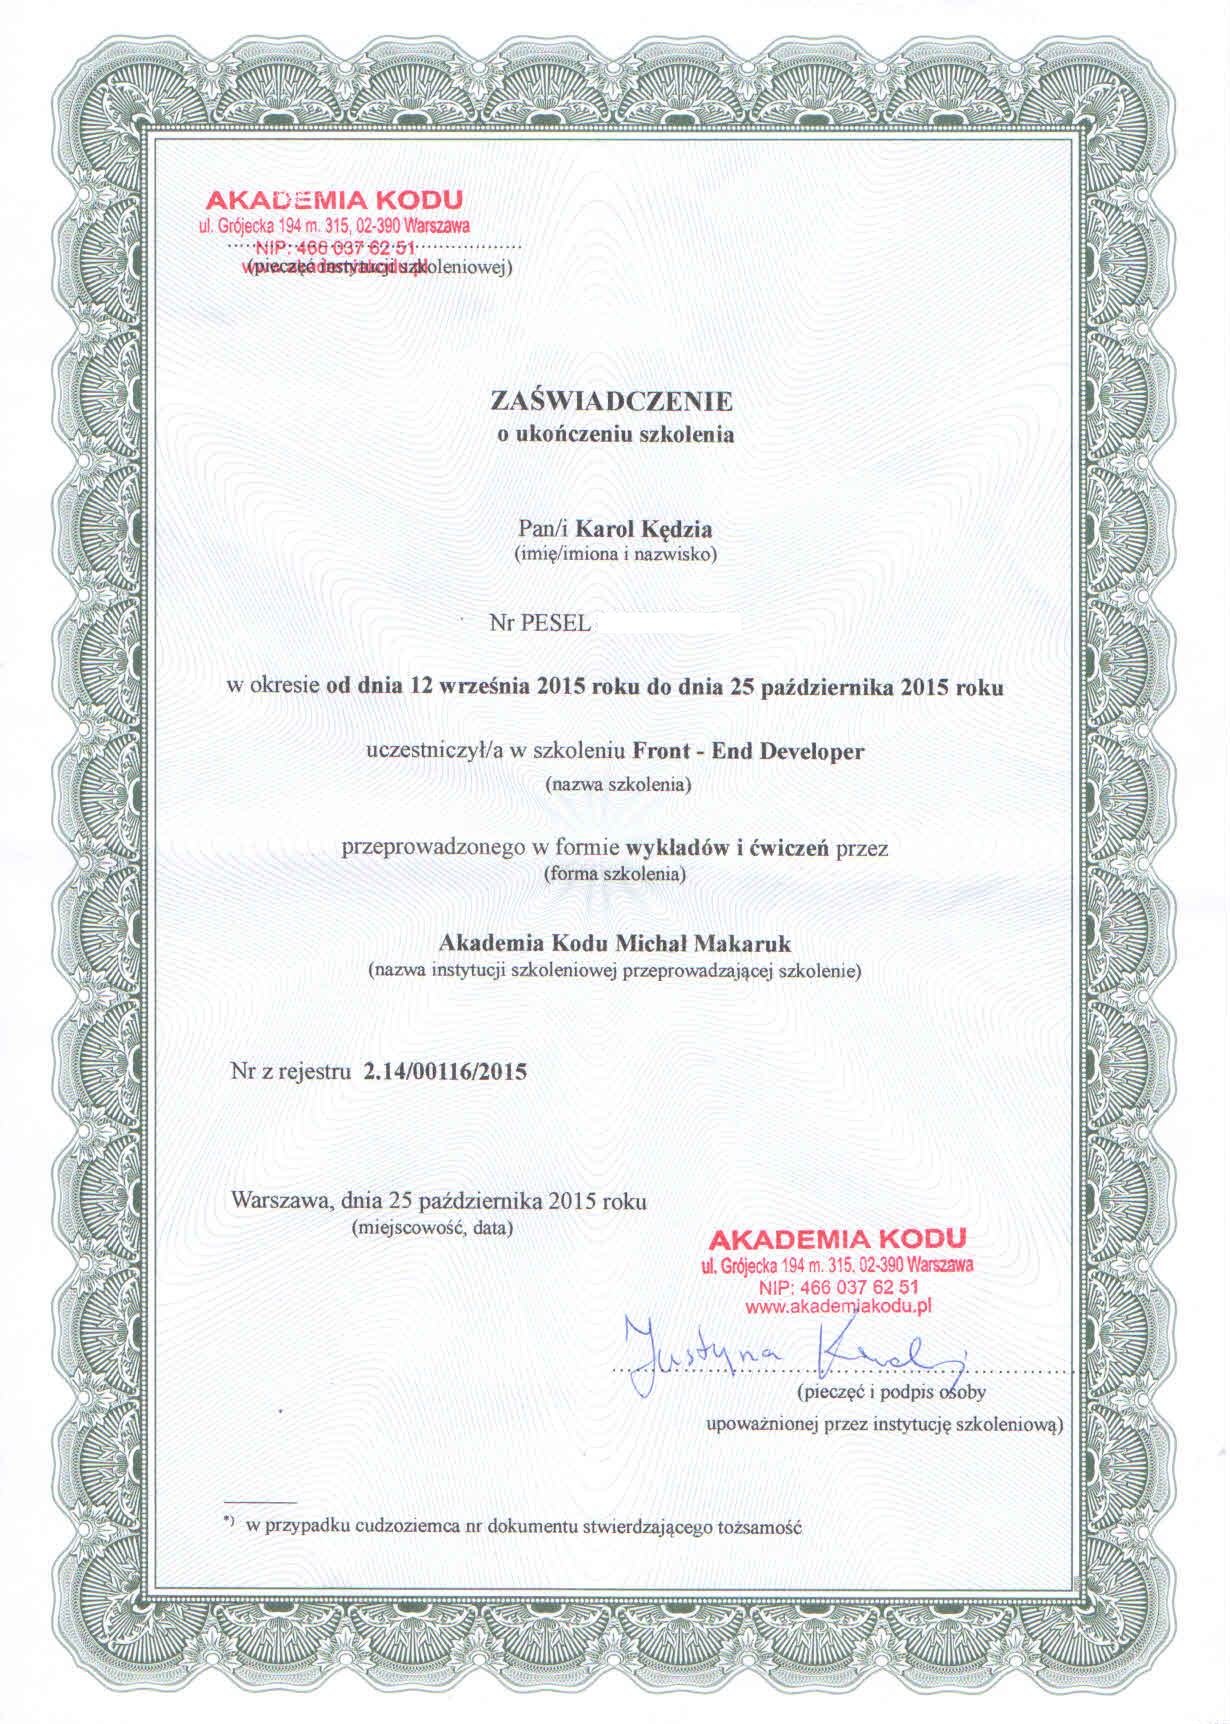 AKADEMIA KODU
ul. Grójecka 194 m. 315, 02-390 Warszawa
NIP: 466 037 62 51
www.akademiakodu.pl
(pieczęć instytucji szkoleniowej)
ZAŚWIADCZENIE
o ukończeniu szkolenia
Pan/i Karol Kędzia
(imię/imiona i nazwisko)
Nr PESEL
w okresie od dnia 12 września 2015 roku do dnia 25 października 2015 roku
uczestniczył/a w szkoleniu Front - End Developer
(nazwa szkolenia)
przeprowadzonego w formie wykładów i ćwiczeń przez
(forma szkolenia)
Akademia Kodu Michał Makaruk
(nazwa instytucji szkoleniowej przeprowadzającej szkolenie)
Nr z rejestru 2.14/00116/2015
Warszawa, dnia 25 października 2015 roku
(miejscowość, data)
AKADEMIA KODU
ul. Grójecka 194 m. 315, 02-390 Warszawa
NIP: 466 037 62 51
www.akademiakodu.pl
Justyna
(pieczęć i podpis osoby
upoważnionej przez instytucję szkoleniową)
*) w przypadku cudzoziemca nr dokumentu stwierdzającego tożsamość